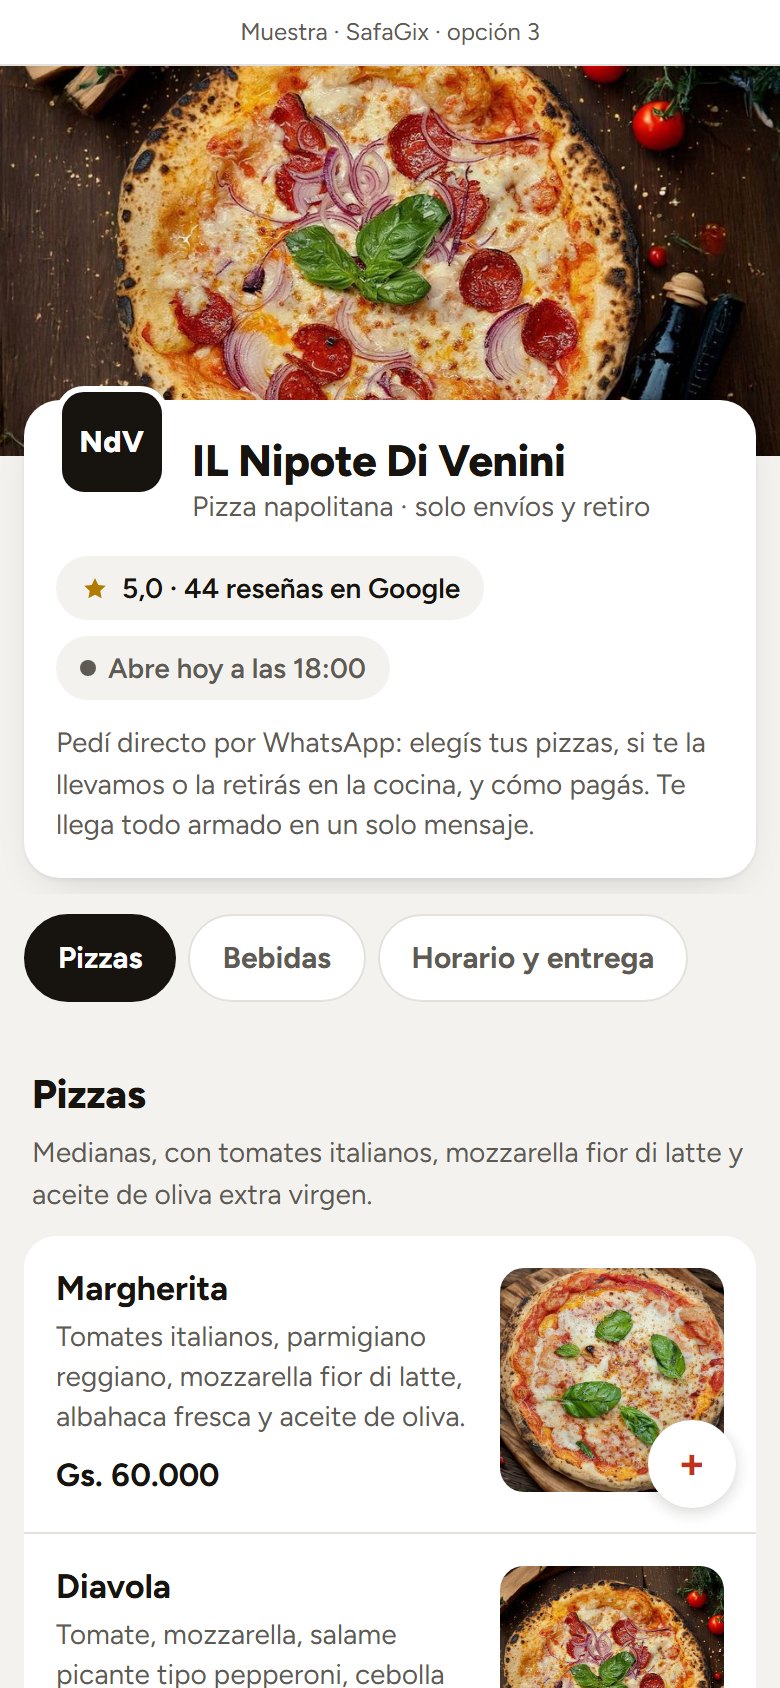 Muestra · SafaGix · opción 3
NdV
IL Nipote Di Venini
Pizza napolitana · solo envíos y retiro
5,0 · 44 reseñas en Google
Abre hoy a las 18:00
Pedí directo por WhatsApp: elegís tus pizzas, si te la
llevamos o la retirás en la cocina, y cómo pagás. Te
llega todo armado en un solo mensaje.
Pizzas
Bebidas
Horario y entrega
Pizzas
Medianas, con tomates italianos, mozzarella fior di latte y
aceite de oliva extra virgen.
Margherita
Tomates italianos, parmigiano
reggiano, mozzarella fior di latte,
albahaca fresca y aceite de oliva.
Gs. 60.000
+
Diavola
Tomate, mozzarella, salame
picante tipo pepperoni, cebolla